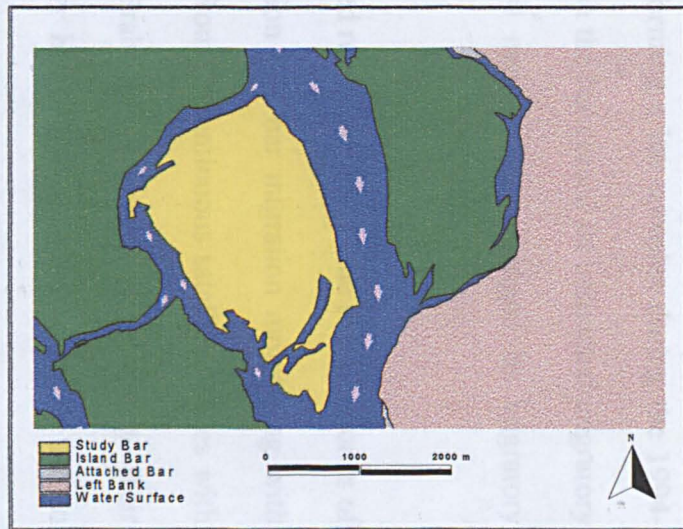 Study Bar
Island Bar
Attached Bar
Left Bank
Water Surface
0 1000 2000 m
N